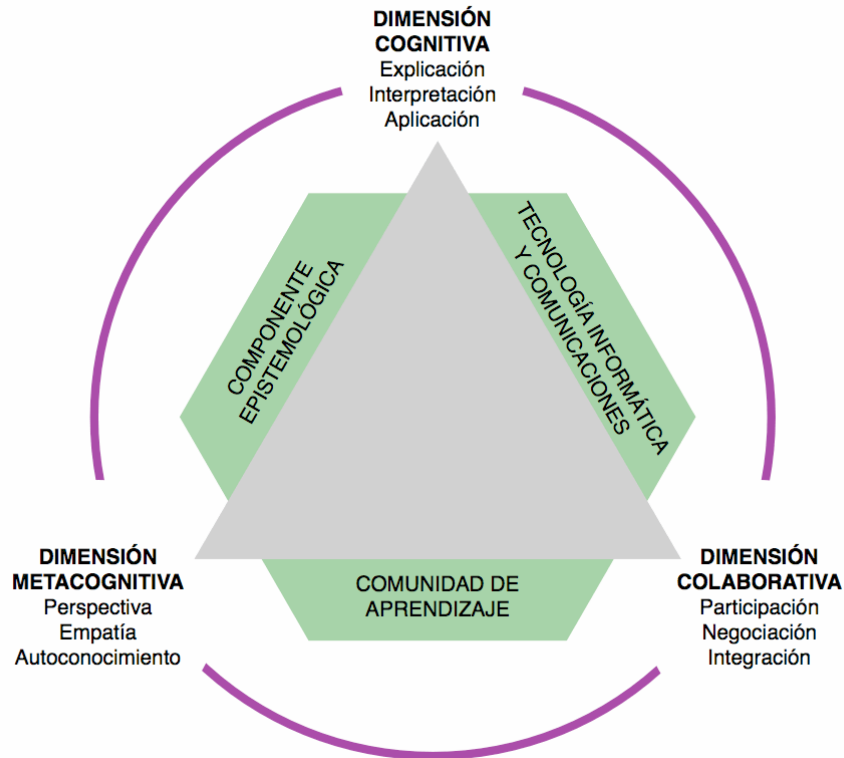 DIMENSIÓN
COGNITIVA
Explicación
Interpretación
Aplicación
COMPONENTE
EPISTEMOLÓGICA
TECNOLOGÍA INFORMÁTICA
Y COMUNICACIONES
DIMENSIÓN
METACOGNITIVA
Perspectiva
Empatía
Autoconocimiento
COMUNIDAD DE
APRENDIZAJE
DIMENSIÓN
COLABORATIVA
Participación
Negociación
Integración